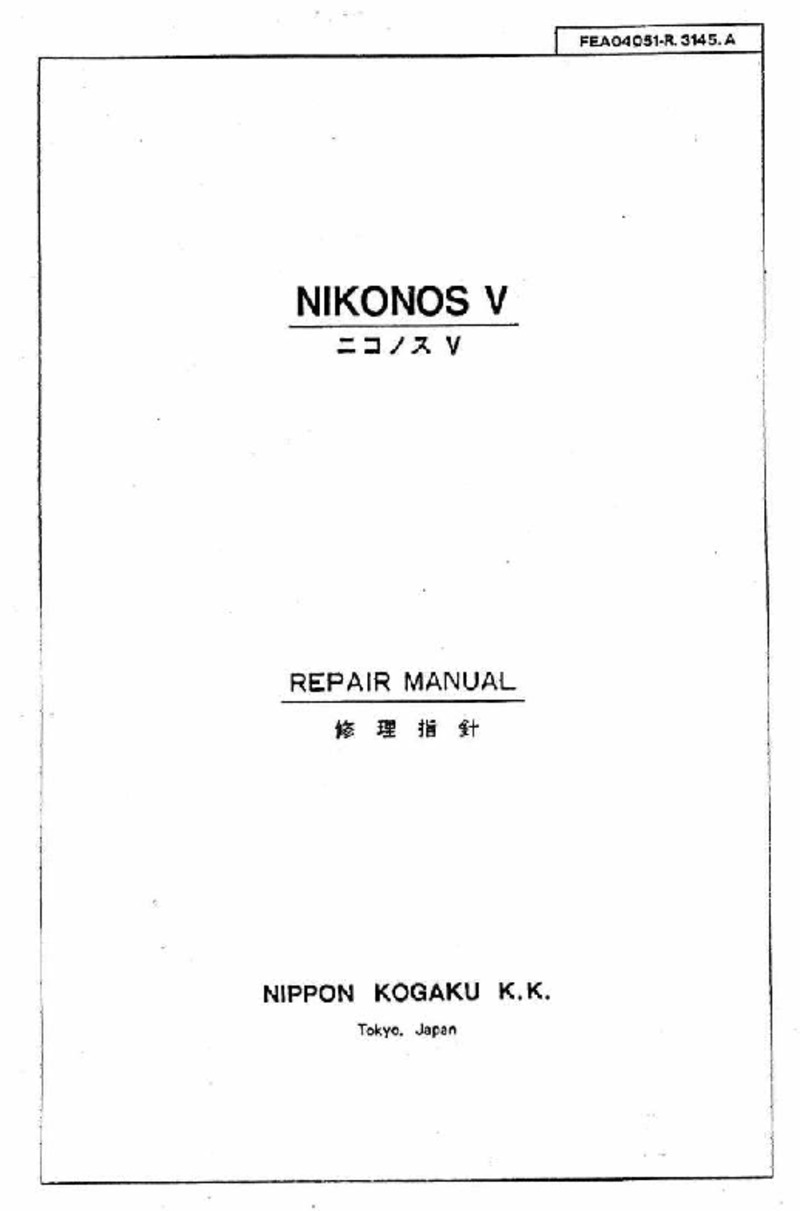 FEA04051-R.3145.A
NIKONOS V
ニコノス V
REPAIR MANUAL
修理指針
NIPPON KOGAKU K.K.
Tokyo, Japan